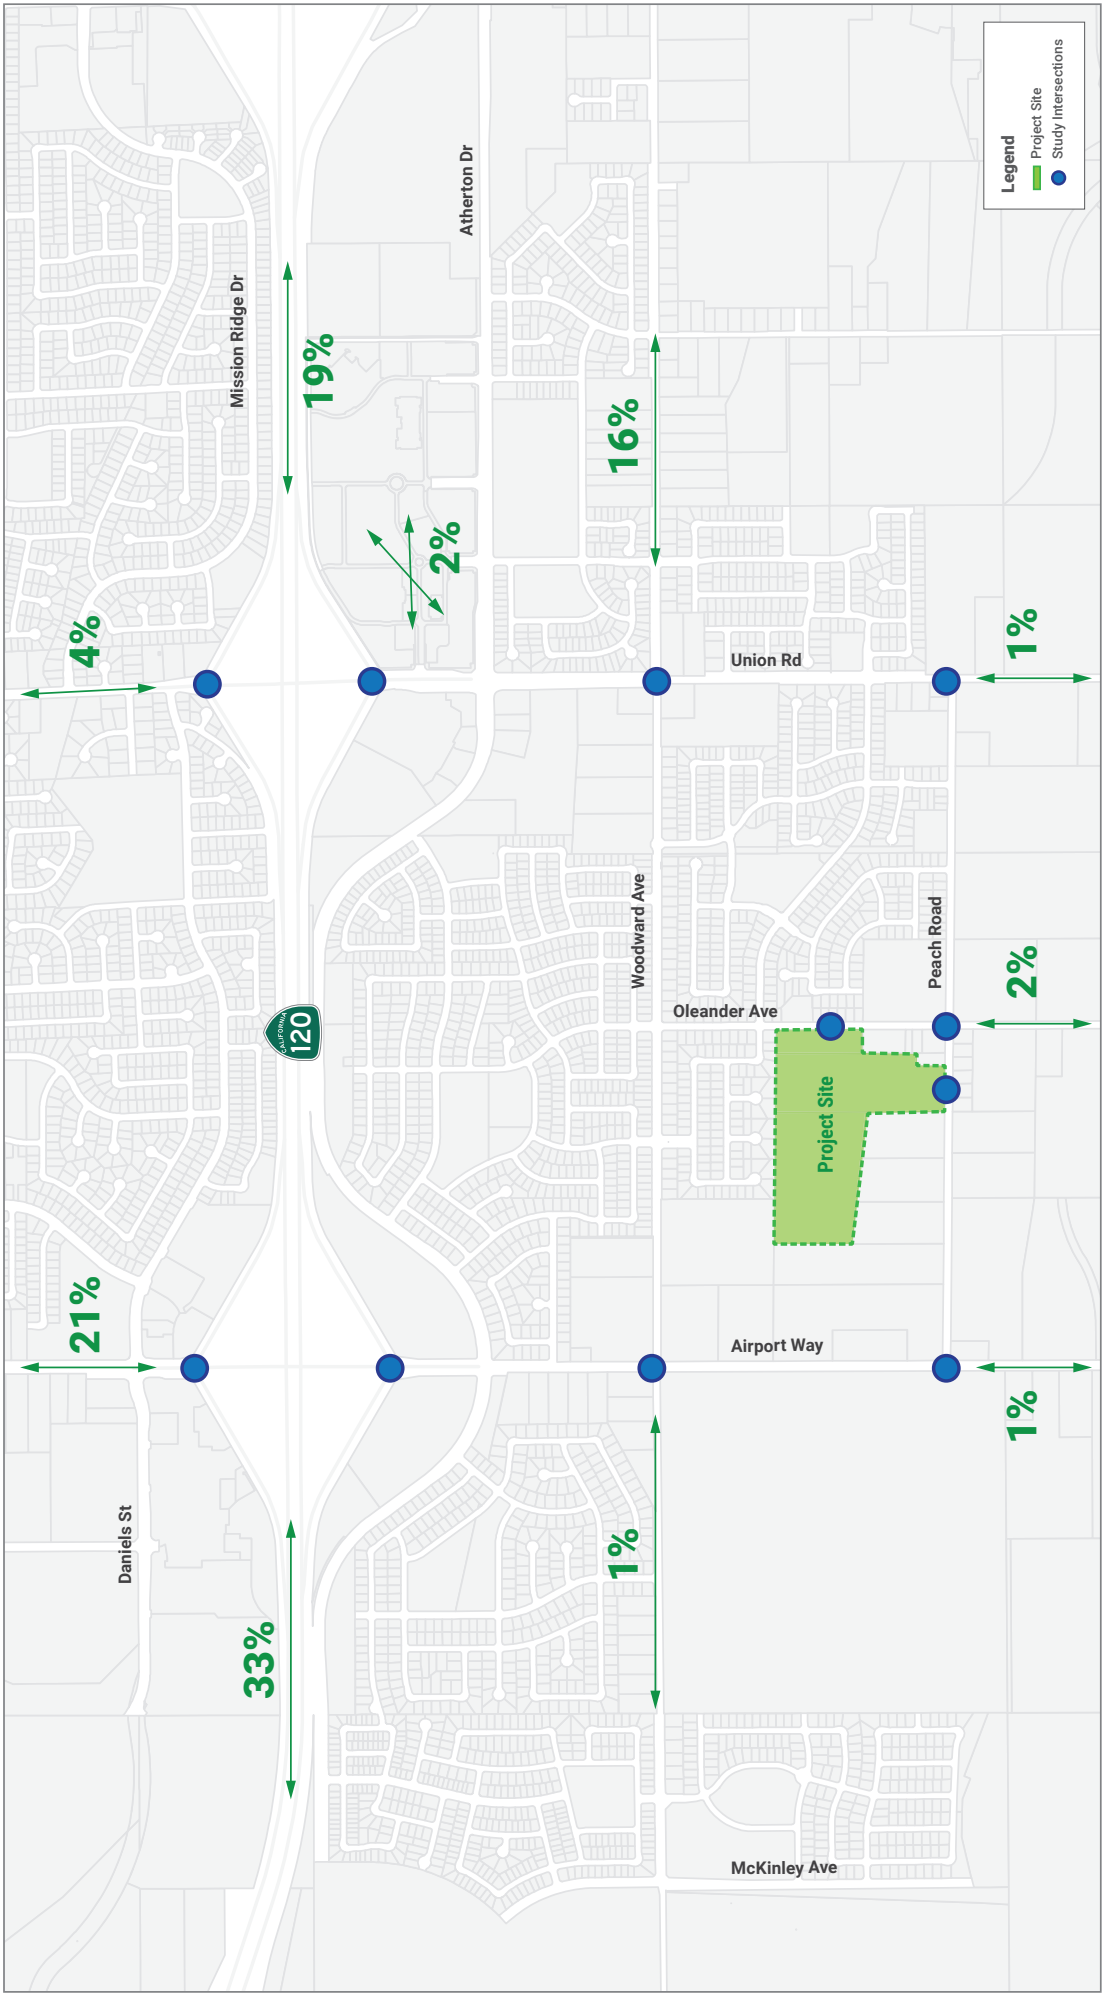 Legend
Project Site
Study Intersections
Atherton Dr
Mission Ridge Dr
19%
16%
2%
4%
1%
Union Rd
Woodward Ave
Peach Road
2%
Oleander Ave
CALIFORNIA
120
Project Site
21%
Airport Way
1%
Daniels St
1%
33%
McKinley Ave